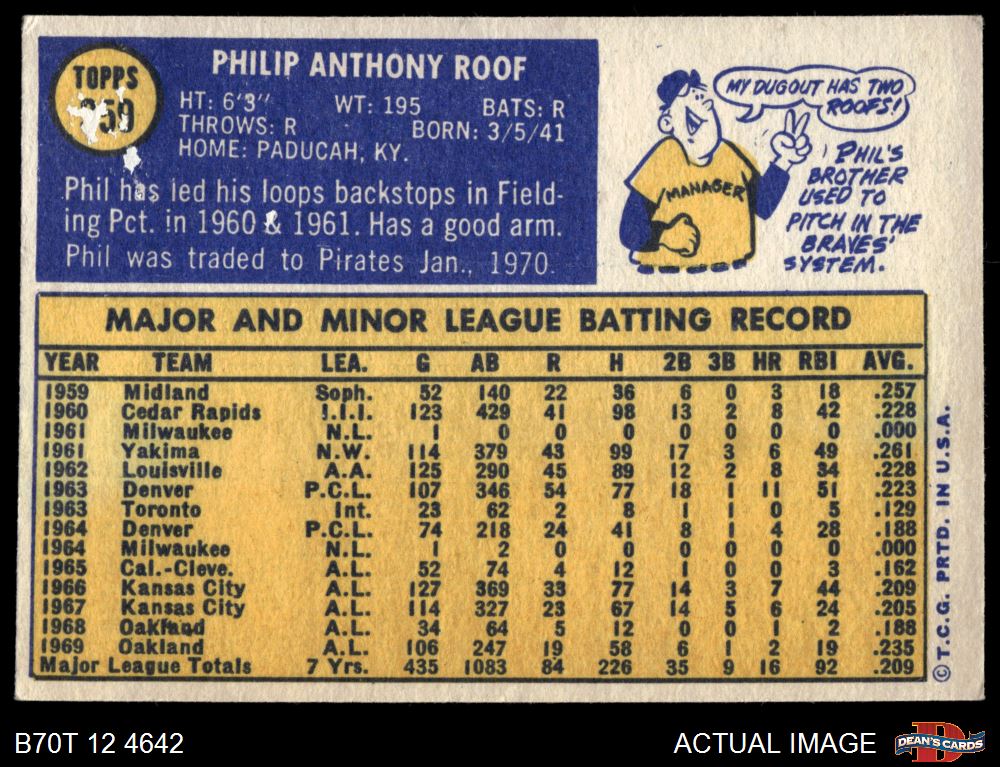 TOPPS
359
PHILIP ANTHONY ROOF
HT: 6'3" WT: 195 BATS: R
THROWS: R BORN: 3/5/41
HOME: PADUCAH, KY.
Phil has led his loops backstops in Field-
ing Pct. in 1960 & 1961. Has a good arm.
Phil was traded to Pirates Jan., 1970.
MY DUGOUT HAS TWO
ROOFS!
MANAGER
PHIL'S
BROTHER
USED TO
PITCH IN THE
BRAVES'
SYSTEM.
MAJOR AND MINOR LEAGUE BATTING RECORD
YEAR TEAM LEA. G AB R H 2B 3B HR RBI AVG.
1959 Midland Soph. 52 140 22 36 6 0 3 18 .257
1960 Cedar Rapids I.I.I. 123 429 41 98 13 2 8 42 .228
1961 Milwaukee N.L. 1 0 0 0 0 0 0 0 .000
1961 Yakima N.W. 114 379 43 99 17 3 6 49 .261
1962 Louisville A.A. 125 290 45 89 12 2 8 34 .228
1963 Denver P.C.L. 107 346 54 77 18 1 11 51 .223
1963 Toronto Int. 23 62 2 8 1 1 0 5 .129
1964 Denver P.C.L. 74 218 24 41 8 1 4 28 .188
1964 Milwaukee N.L. 1 2 0 0 0 0 0 0 .000
1965 Cal.-Cleve. A.L. 52 74 4 12 1 0 0 3 .162
1966 Kansas City A.L. 127 369 33 77 14 3 7 44 .209
1967 Kansas City A.L. 114 327 23 67 14 5 6 24 .205
1968 Oakland A.L. 34 64 5 12 0 0 1 2 .188
1969 Oakland A.L. 106 247 19 58 6 1 2 19 .235
Major League Totals 7 Yrs. 435 1083 84 226 35 9 16 92 .209
© T.C.G. PRTD. IN U.S.A.
B70T 12 4642
ACTUAL IMAGE
D
DEAN'S CARDS